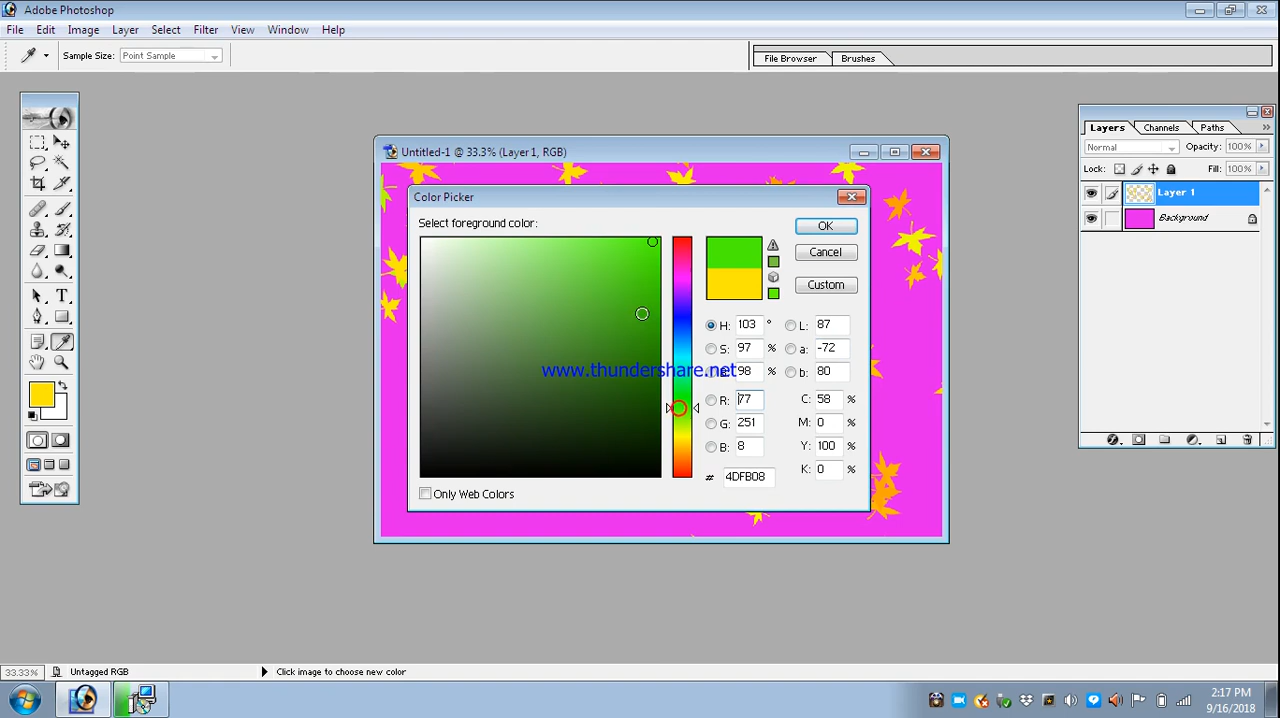 Adobe Photoshop
File Edit Image Layer Select Filter View Window Help
Sample Size: Point Sample
File Browser Brushes
Untitled-1 @ 33.3% (Layer 1, RGB)
Color Picker
Select foreground color:
OK
Cancel
Custom
H: 103 ° L: 87
S: 97 % a: -72
98 % b: 80
R: 77 C: 58 %
G: 251 M: 0 %
B: 8 Y: 100 %
K: 0 %
# 4DFB08
Only Web Colors
www.thundershare.net
Layers Channels Paths
Normal Opacity: 100%
Lock: Fill: 100%
Layer 1
Background
33.33% Untagged RGB Click image to choose new color
2:17 PM
9/16/2018